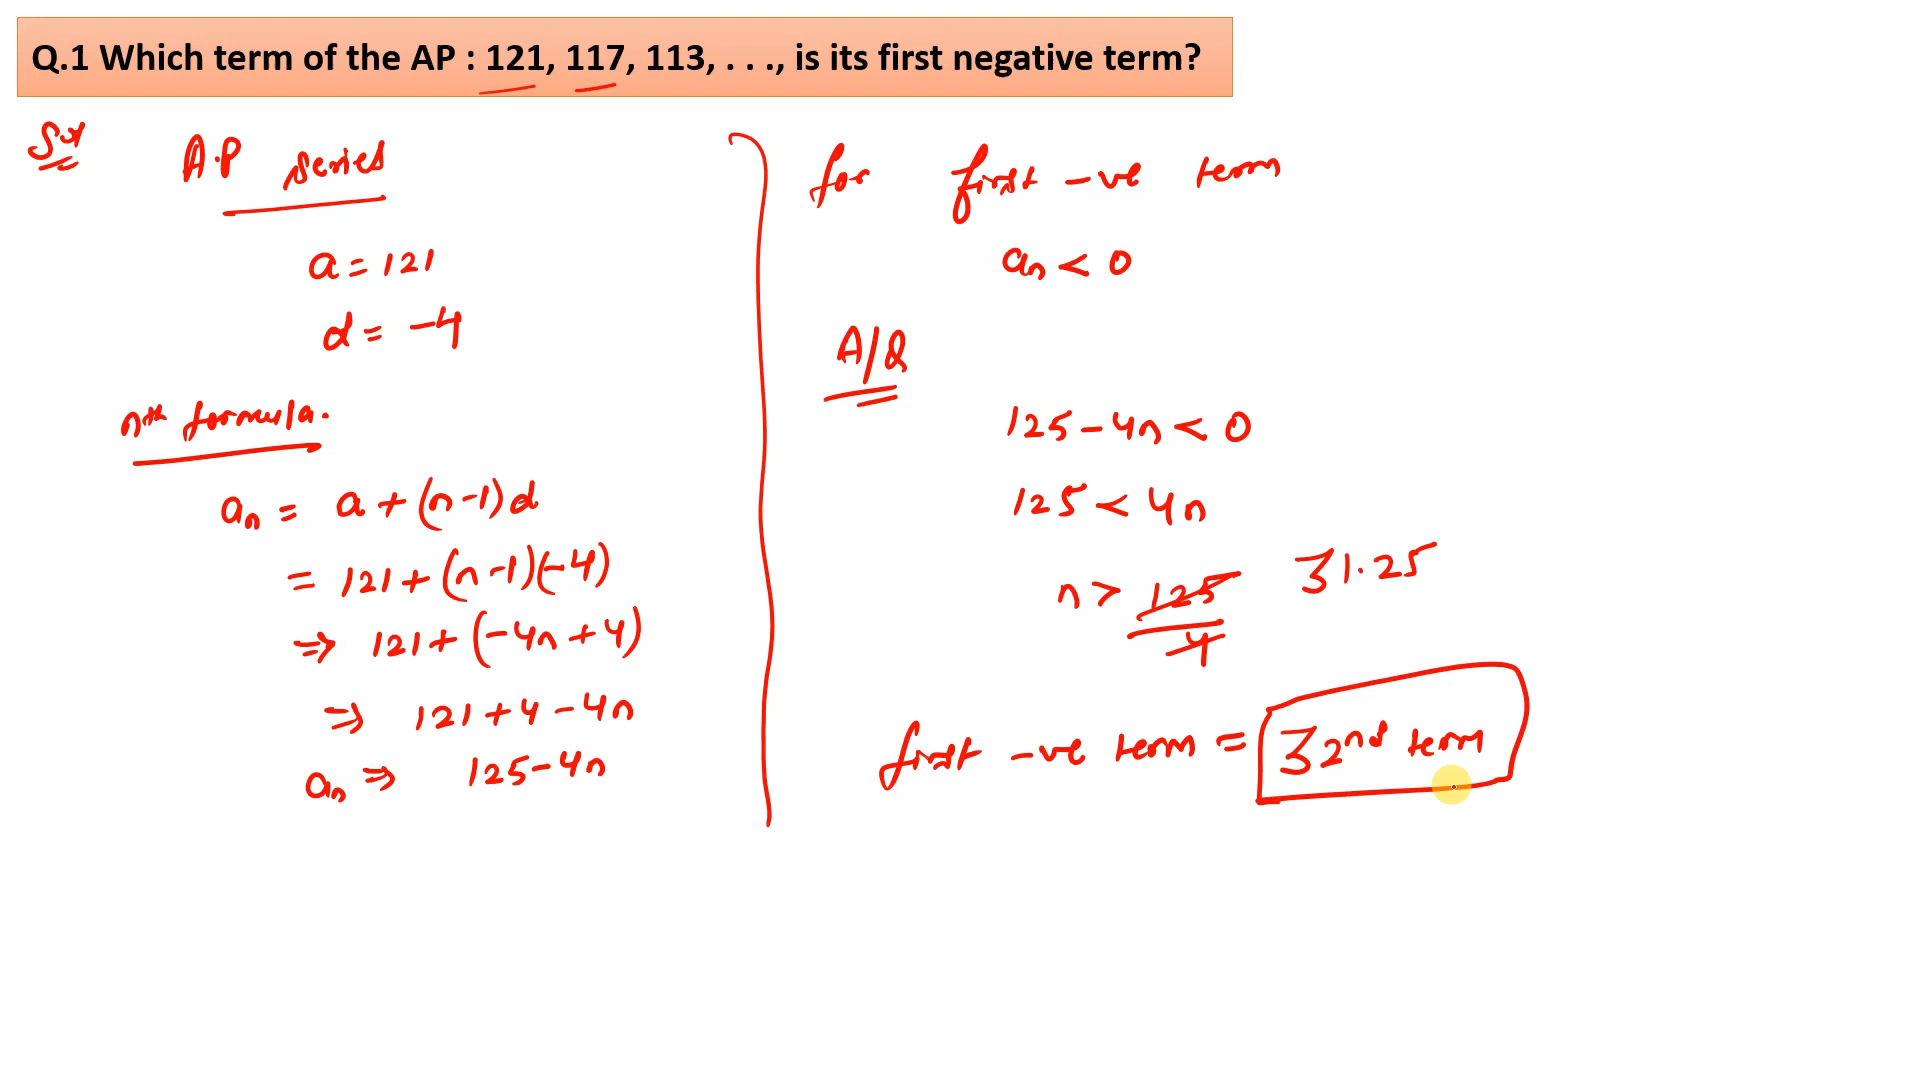 Q.1 Which term of the AP : 121, 117, 113, . . ., is its first negative term?
Sol
A.P series
a = 121
d = -4
nth formula.
an = a + (n-1)d
= 121 + (n-1)(-4)
⇒ 121 + (-4n + 4)
⇒ 121 + 4 - 4n
an ⇒ 125 - 4n
for first -ve term
an < 0
A/Q
125 - 4n < 0
125 < 4n
n > 125/4 31.25
first -ve term = 32nd term